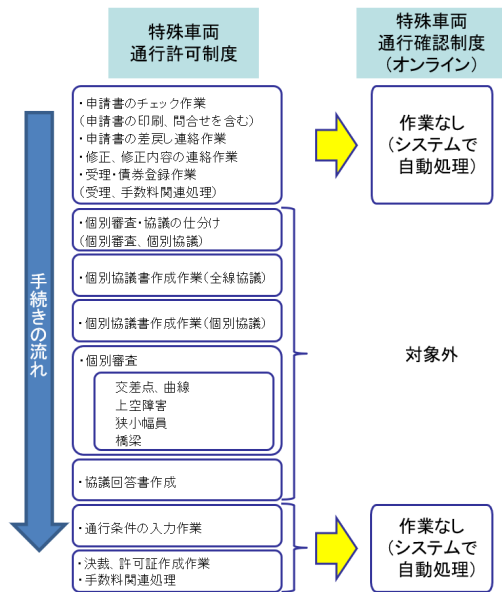 特殊車両
通行許可制度
特殊車両
通行確認制度
(オンライン)
手続きの流れ
・申請書のチェック作業
(申請書の印刷、問合せを含む)
・申請書の差戻し連絡作業
・修正、修正内容の連絡作業
・受理・債券登録作業
(受理、手数料関連処理)
作業なし
(システムで
自動処理)
・個別審査・協議の仕分け
(個別審査、個別協議)
・個別協議書作成作業(全線協議)
・個別協議書作成作業(個別協議)
・個別審査
交差点、曲線
上空障害
狭小幅員
橋梁
・協議回答書作成
対象外
・通行条件の入力作業
・決裁、許可証作成作業
・手数料関連処理
作業なし
(システムで
自動処理)